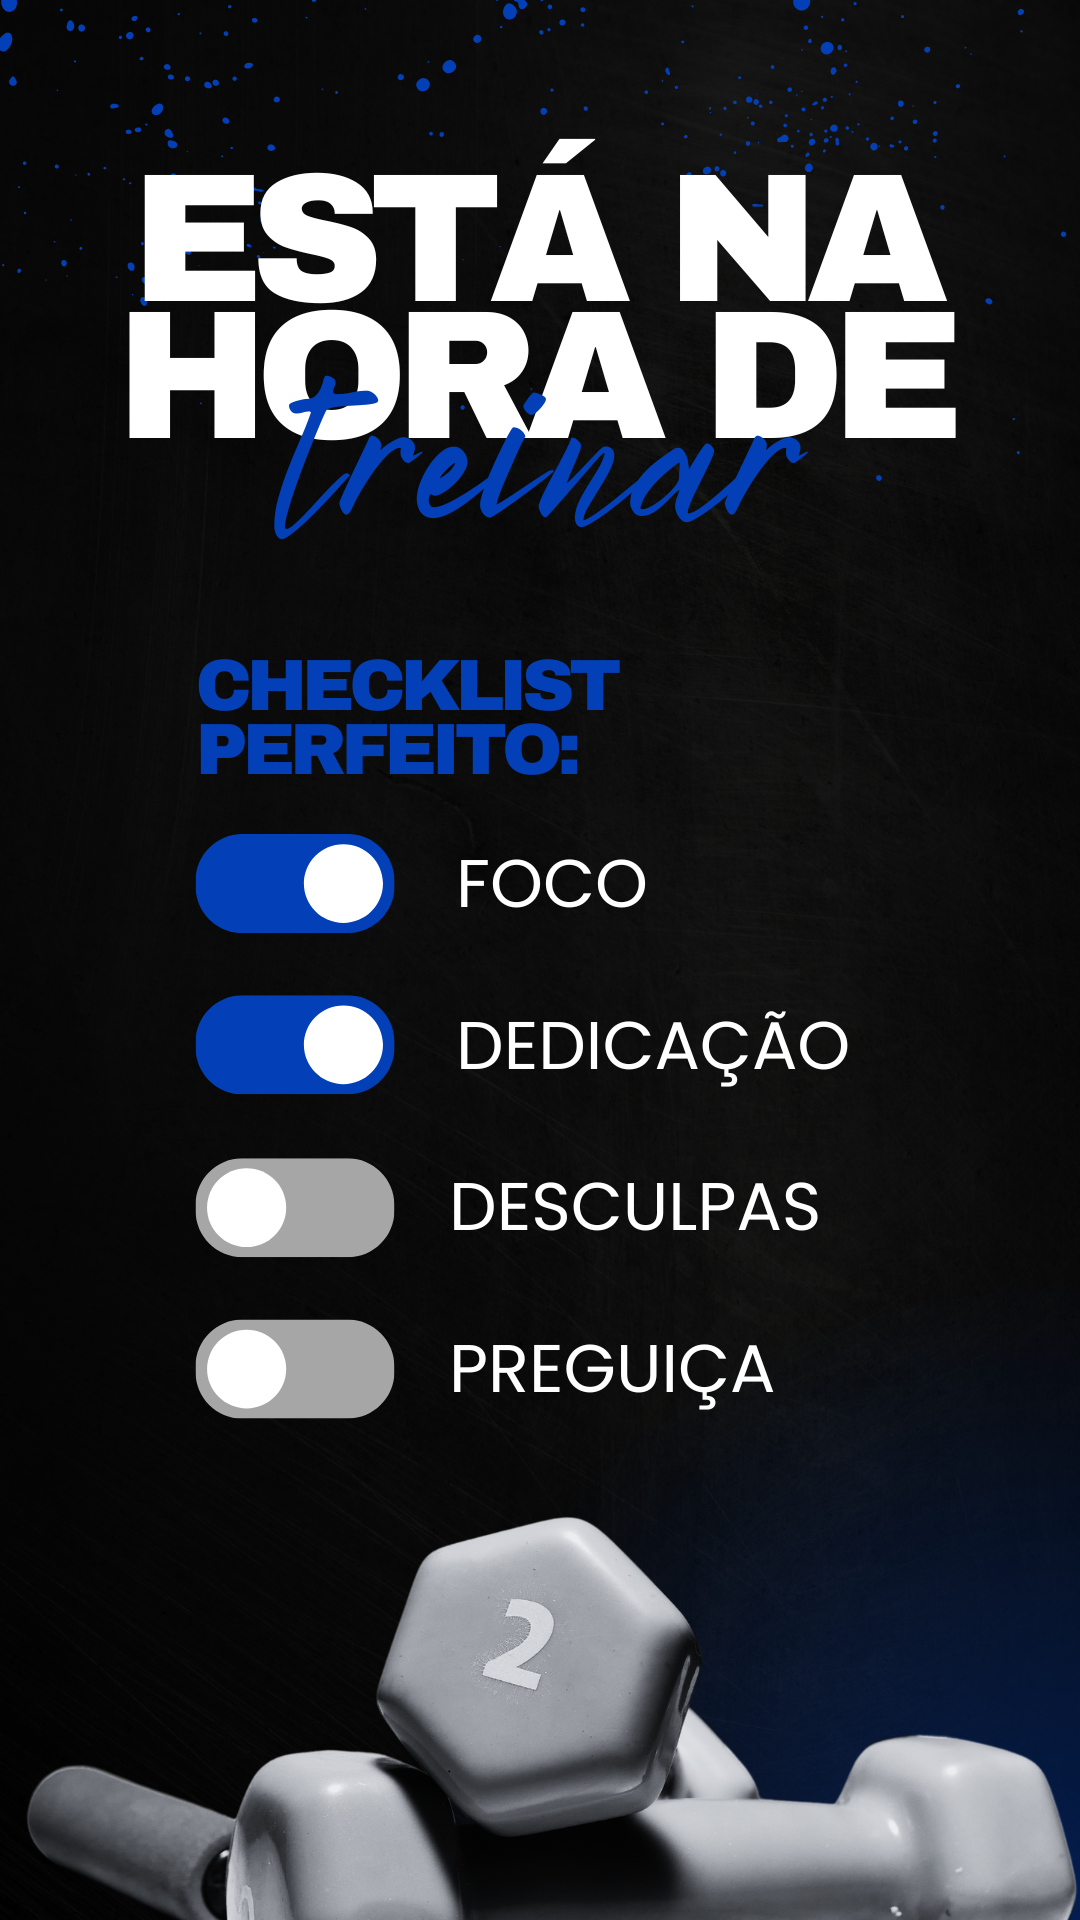 ESTÁ NA
HORA DE
treinar
CHECKLIST
PERFEITO:
FOCO
DEDICAÇÃO
DESCULPAS
PREGUIÇA
2